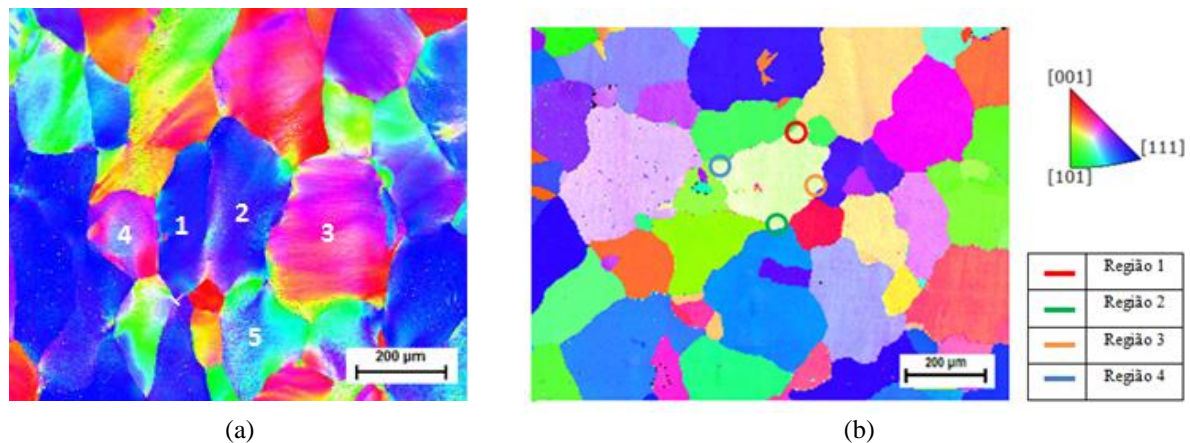 1
2
3
4
5
200 μm
200 μm
[001]
[111]
[101]
Região 1
Região 2
Região 3
Região 4
(a)
(b)